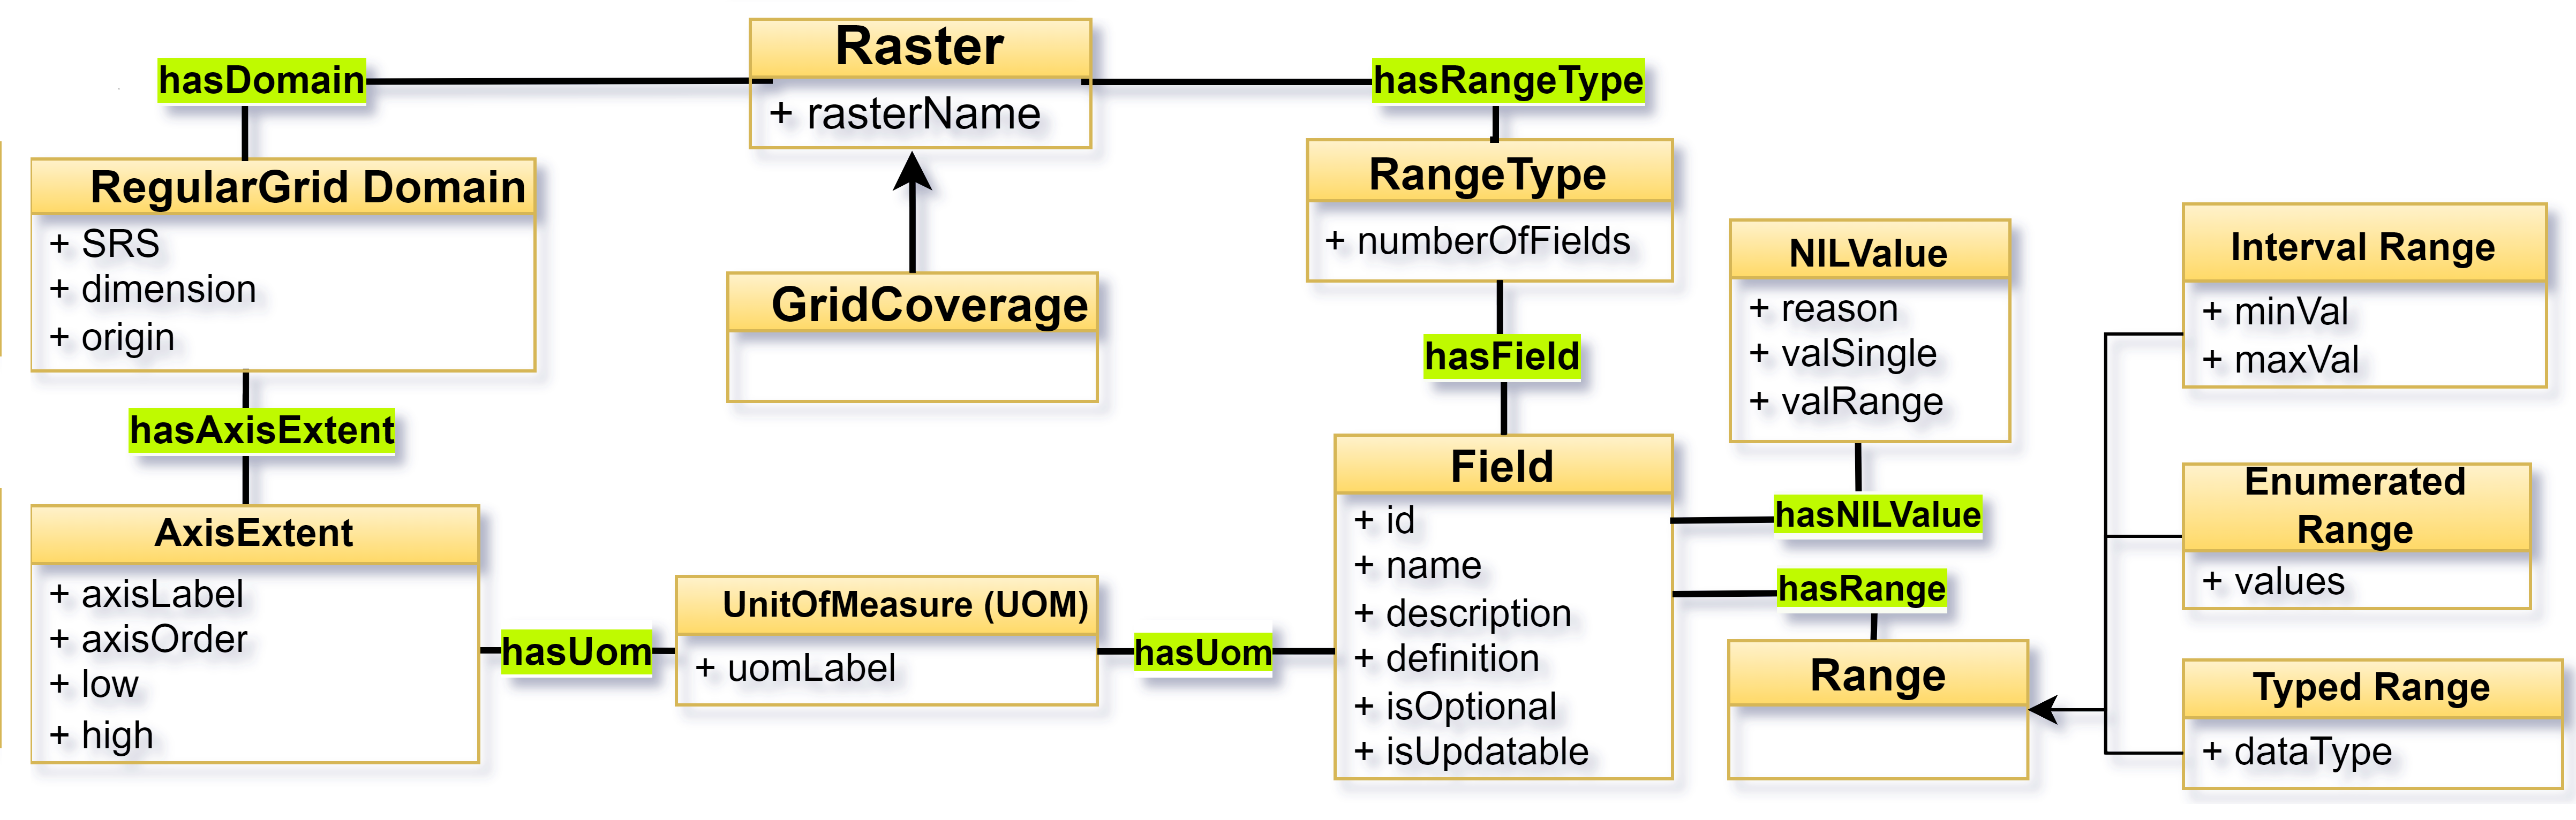 Raster
+ rasterName
hasDomain
hasRangeType
RegularGrid Domain
+ SRS
+ dimension
+ origin
GridCoverage
RangeType
+ numberOfFields
NILValue
+ reason
+ valSingle
+ valRange
Interval Range
+ minVal
+ maxVal
hasField
hasAxisExtent
AxisExtent
+ axisLabel
+ axisOrder
+ low
+ high
hasUom
UnitOfMeasure (UOM)
+ uomLabel
hasUom
Field
+ id
+ name
+ description
+ definition
+ isOptional
+ isUpdatable
hasNILValue
hasRange
Range
Enumerated
Range
+ values
Typed Range
+ dataType